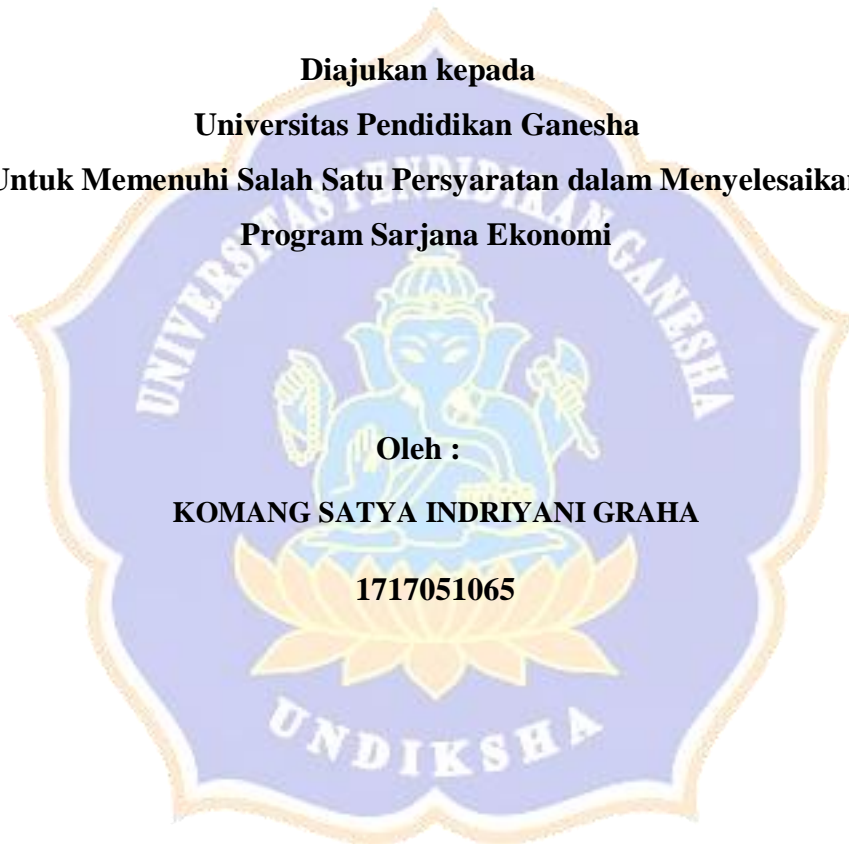 Diajukan kepada
Universitas Pendidikan Ganesha
Untuk Memenuhi Salah Satu Persyaratan dalam Menyelesaikan
Program Sarjana Ekonomi
UNIVERSITAS PENDIDIKAN GANESHA
Oleh :
KOMANG SATYA INDRIYANI GRAHA
1717051065
UNDIKSHA